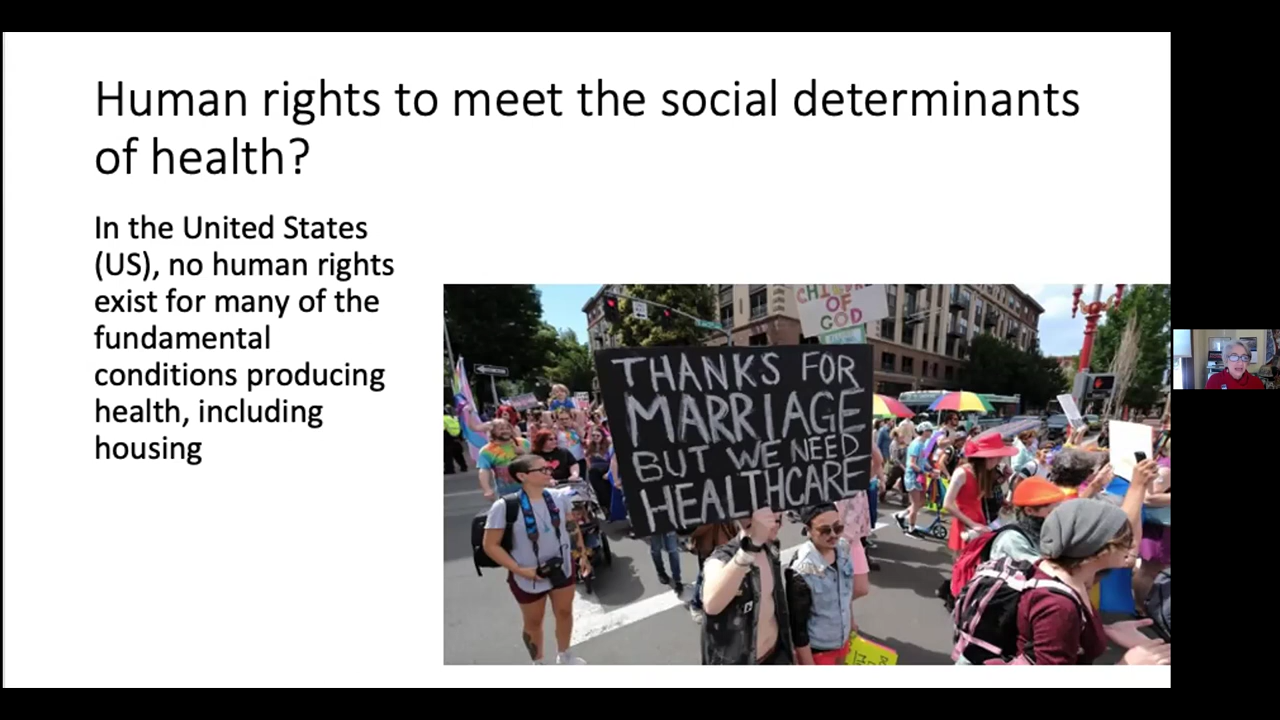 Human rights to meet the social determinants
of health?
In the United States
(US), no human rights
exist for many of the
fundamental
conditions producing
health, including
housing
OF
GOD
THANKS FOR
MARRIAGE
BUT WE NEED
HEALTHCARE